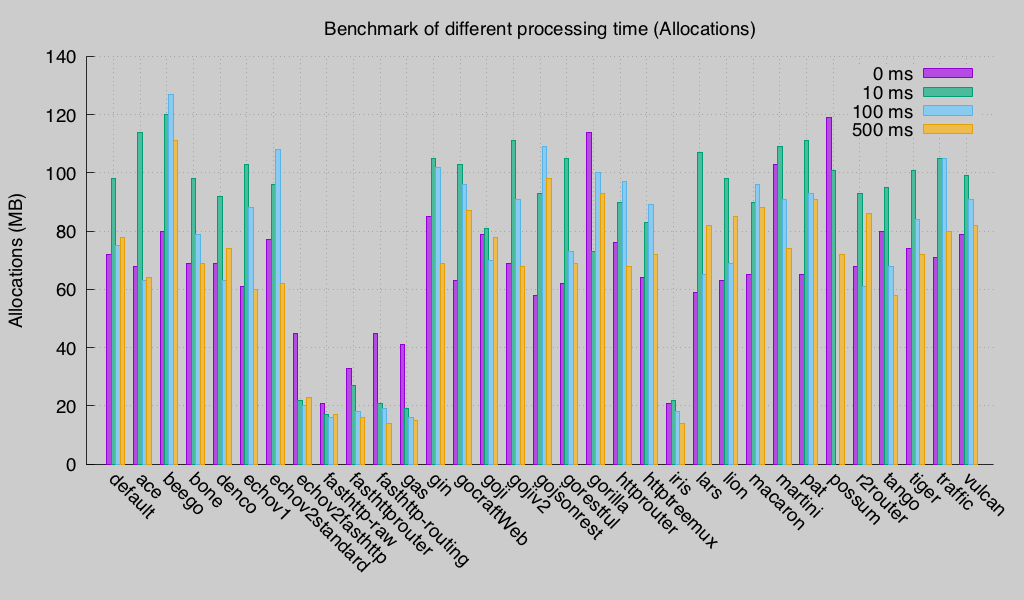 Benchmark of different processing time (Allocations)
Allocations (MB)
140
120
100
80
60
40
20
0
0 ms
10 ms
100 ms
500 ms
default
ace
beego
bone
denco
echov1
echov2standard
echov2fasthttp
fasthttp-raw
fasthttprouter
fasthttp-routing
gas
gin
gocraftWeb
goji
gojiv2
gojsonrest
gorestful
gorilla
httprouter
httptreemux
iris
lars
lion
macaron
martini
pat
possum
r2router
tango
tiger
traffic
vulcan